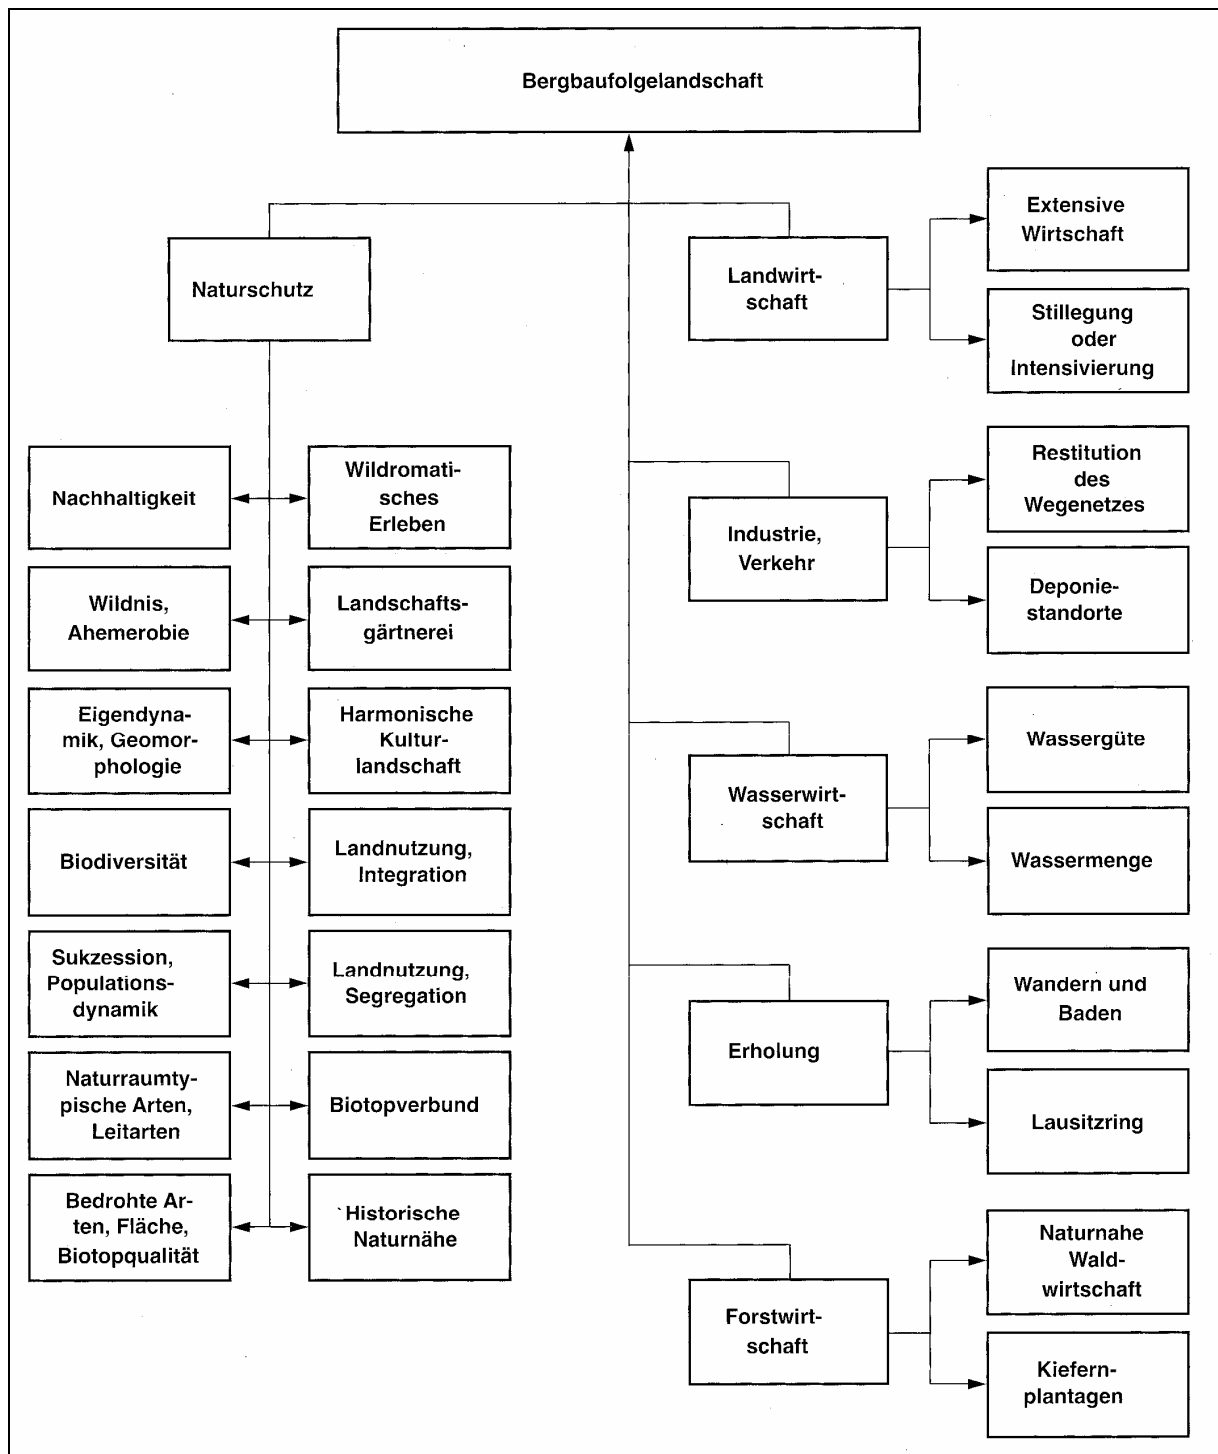 Bergbaufolgelandschaft
Naturschutz
Nachhaltigkeit
Wildromati-
sches
Erleben
Wildnis,
Ahemerobie
Landschafts-
gärtnerei
Eigendyna-
mik, Geomor-
phologie
Harmonische
Kultur-
landschaft
Biodiversität
Landnutzung,
Integration
Sukzession,
Populations-
dynamik
Landnutzung,
Segregation
Naturraumty-
pische Arten,
Leitarten
Biotopverbund
Bedrohte Ar-
ten, Fläche,
Biotopqualität
Historische
Naturnähe
Landwirt-
schaft
Extensive
Wirtschaft
Stillegung
oder
Intensivierung
Industrie,
Verkehr
Restitution
des
Wegenetzes
Deponie-
standorte
Wasserwirt-
schaft
Wassergüte
Wassermenge
Erholung
Wandern und
Baden
Lausitzring
Forstwirt-
schaft
Naturnahe
Wald-
wirtschaft
Kiefern-
plantagen